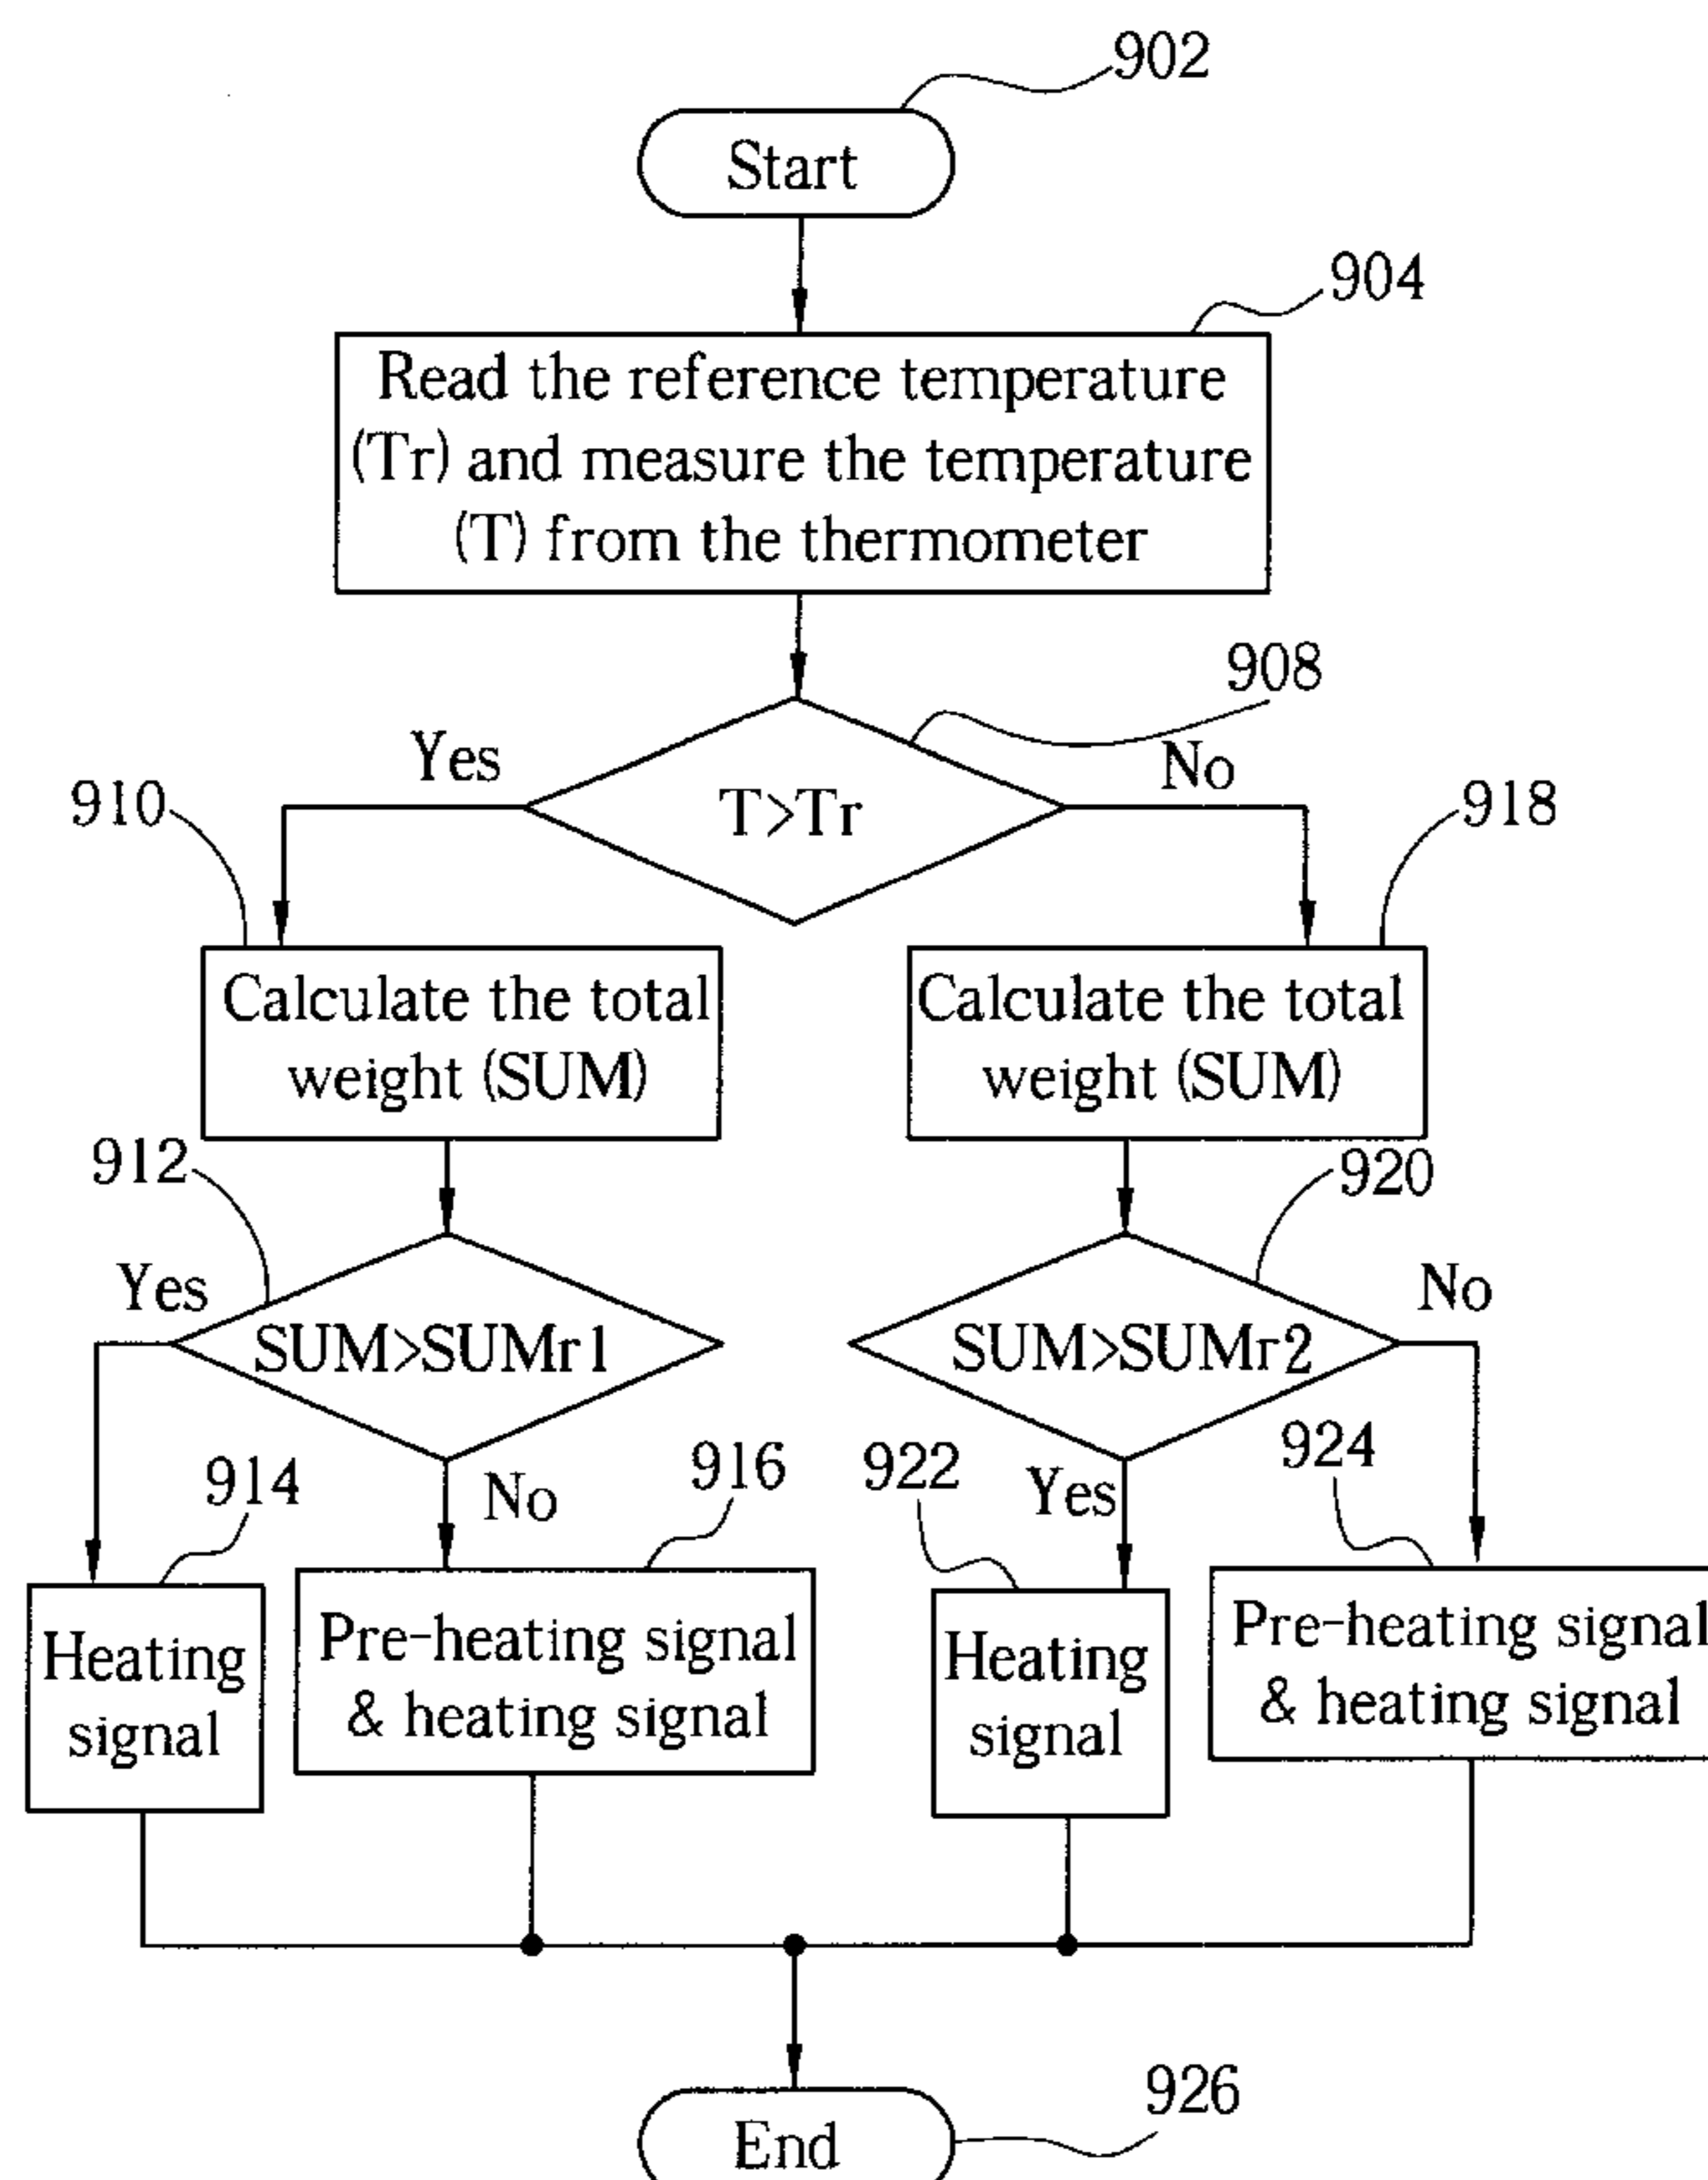 902
Start
904
Read the reference temperature
(Tr) and measure the temperature
(T) from the thermometer
908
Yes
No
910
T>Tr
918
Calculate the total
weight (SUM)
Calculate the total
weight (SUM)
912
920
Yes
No
SUM>SUMr1
SUM>SUMr2
914
No
916
922
Yes
924
Heating
signal
Pre-heating signal
& heating signal
Heating
signal
Pre-heating signal
& heating signal
926
End